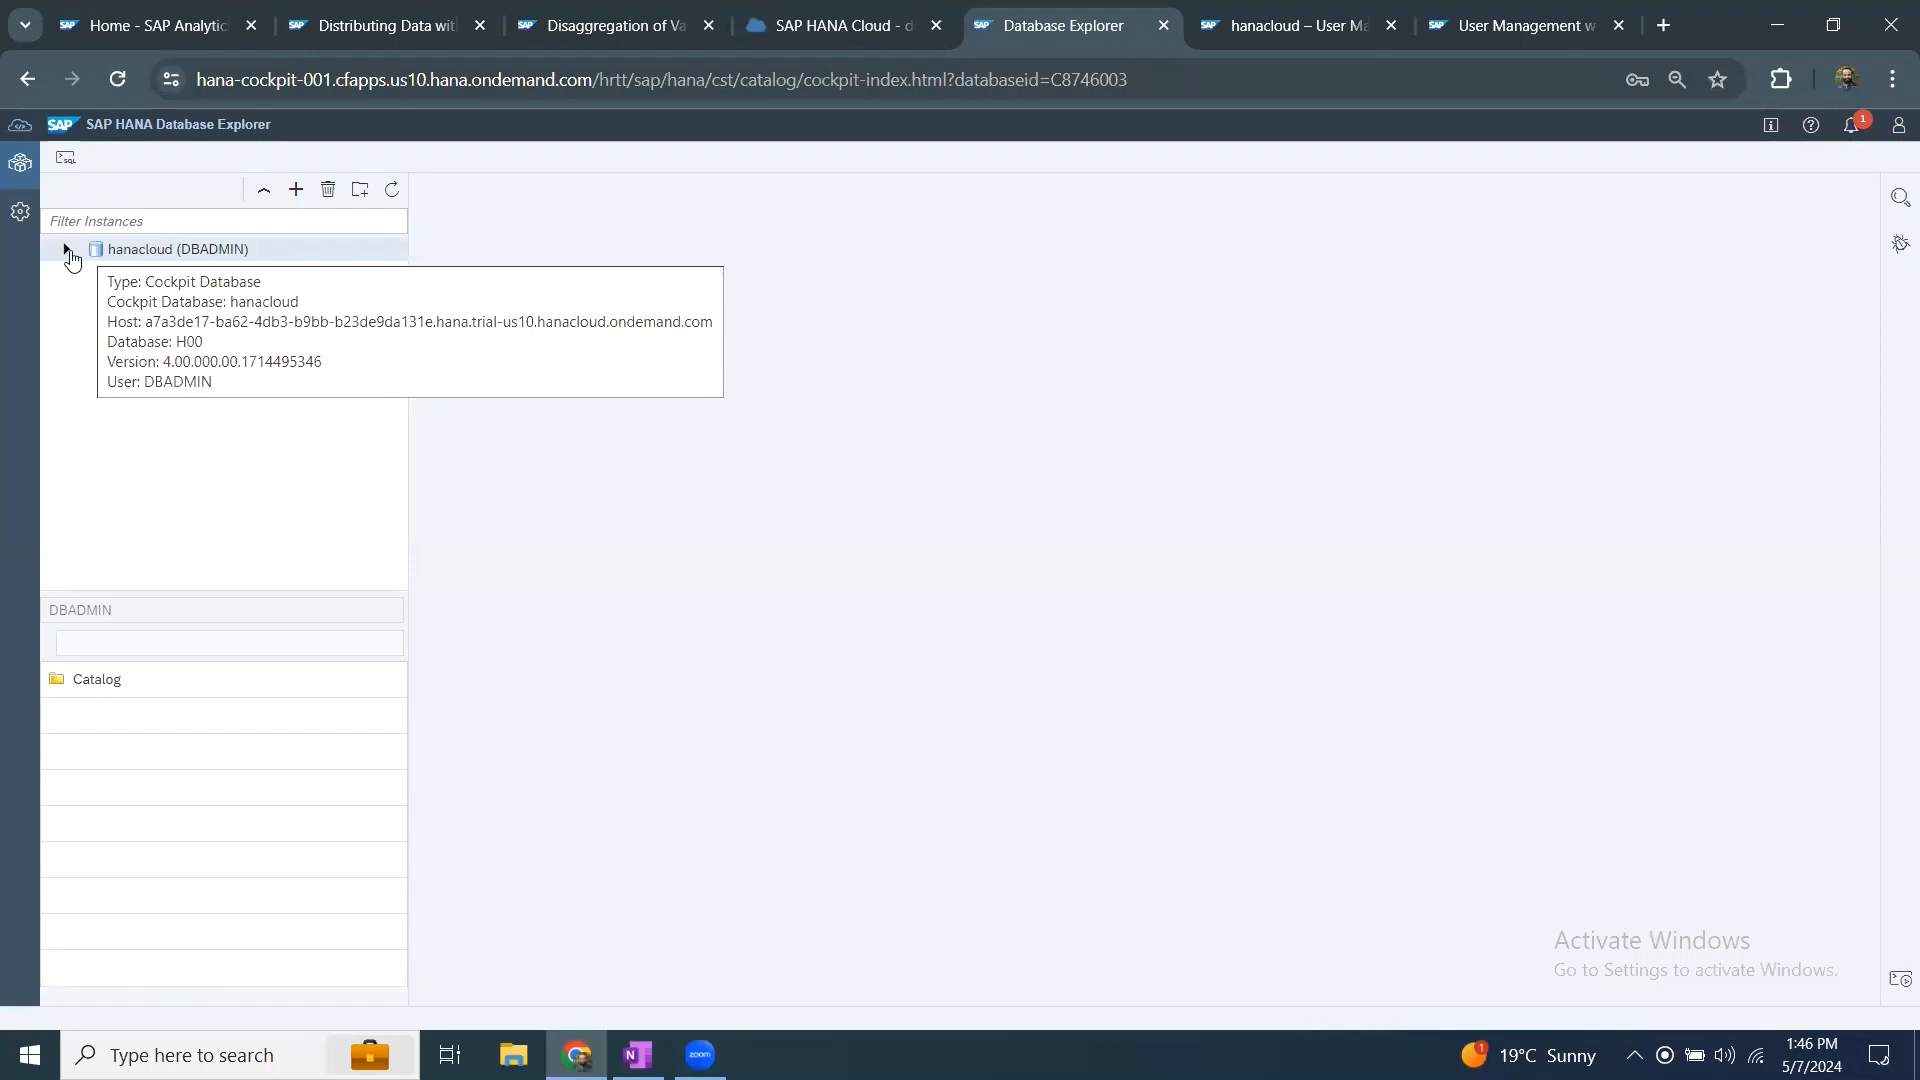 Home - SAP Analytic
Distributing Data wit
Disaggregation of Va
SAP HANA Cloud - d
Database Explorer
hanacloud – User Ma
User Management w
hana-cockpit-001.cfapps.us10.hana.ondemand.com/hrtt/sap/hana/cst/catalog/cockpit-index.html?databaseid=C8746003
SAP SAP HANA Database Explorer
1
SQL
Filter Instances
hanacloud (DBADMIN)
Type: Cockpit Database
Cockpit Database: hanacloud
Host: a7a3de17-ba62-4db3-b9bb-b23de9da131e.hana.trial-us10.hanacloud.ondemand.com
Database: H00
Version: 4.00.000.00.1714495346
User: DBADMIN
DBADMIN
Catalog
Activate Windows
Go to Settings to activate Windows.
Type here to search
N
zoom
1
19°C Sunny
1:46 PM
5/7/2024